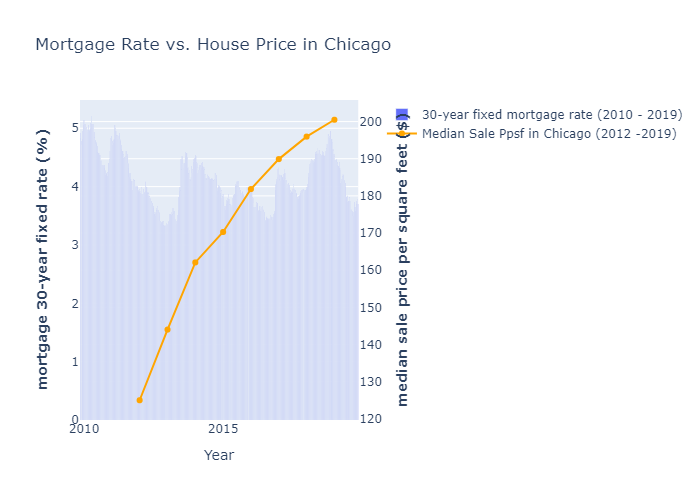 Mortgage Rate vs. House Price in Chicago
30-year fixed mortgage rate (2010 - 2019)
Median Sale Ppsf in Chicago (2012 -2019)
mortgage 30-year fixed rate (%)
5
4
3
2
1
0
200
190
180
170
160
150
140
130
120
median sale price per square feet ($)
2010
2015
Year